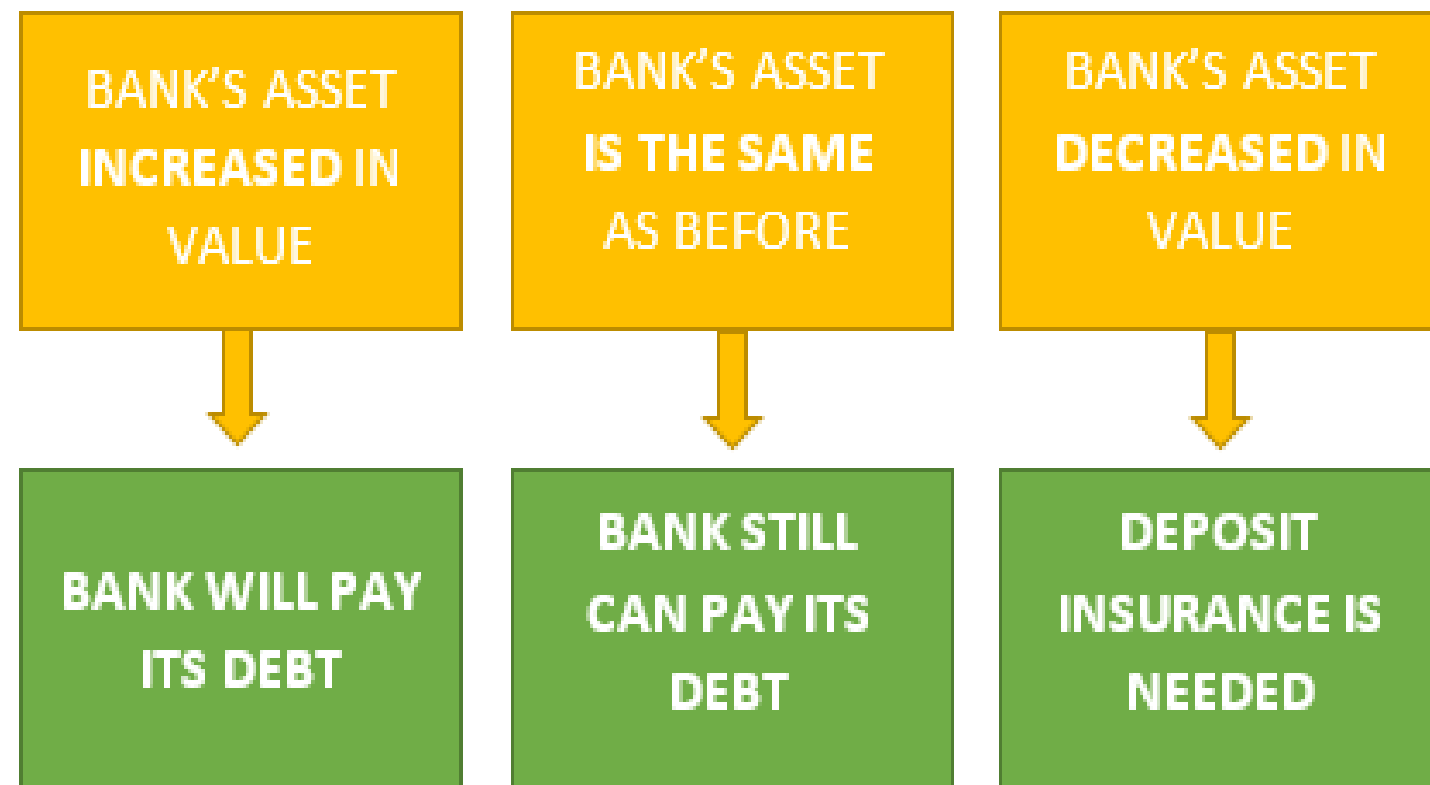 BANK'S ASSET
INCREASED IN
VALUE
BANK'S ASSET
IS THE SAME
AS BEFORE
BANK'S ASSET
DECREASED IN
VALUE
BANK WILL PAY
ITS DEBT
BANK STILL
CAN PAY ITS
DEBT
DEPOSIT
INSURANCE IS
NEEDED